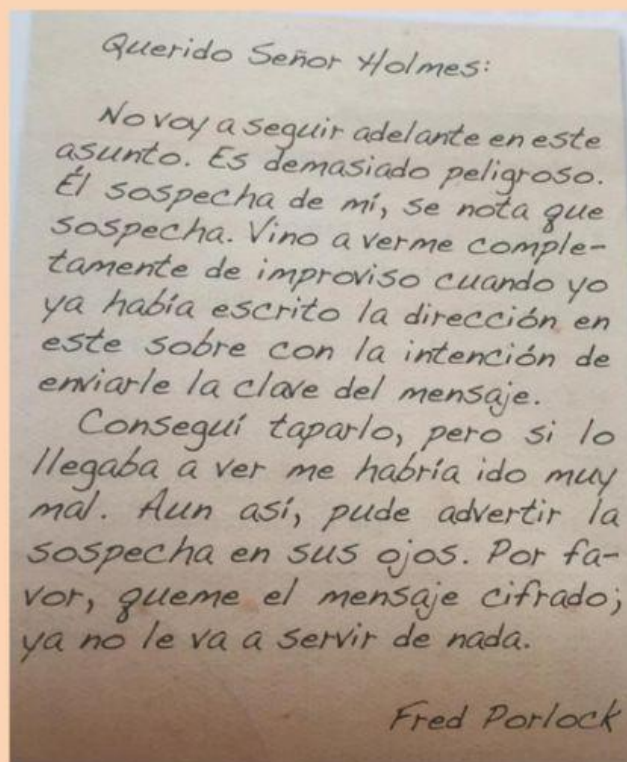 Querido Señor Holmes:
No voy a seguir adelante en este
asunto. Es demasiado peligroso.
Él sospecha de mí, se nota que
sospecha. Vino a verme comple-
tamente de improviso cuando yo
ya había escrito la dirección en
este sobre con la intención de
enviarle la clave del mensaje.
Conseguí taparlo, pero si lo
llegaba a ver me habría ido muy
mal. Aun así, pude advertir la
sospecha en sus ojos. Por fa-
vor, queme el mensaje cifrado;
ya no le va a servir de nada.
Fred Porlock